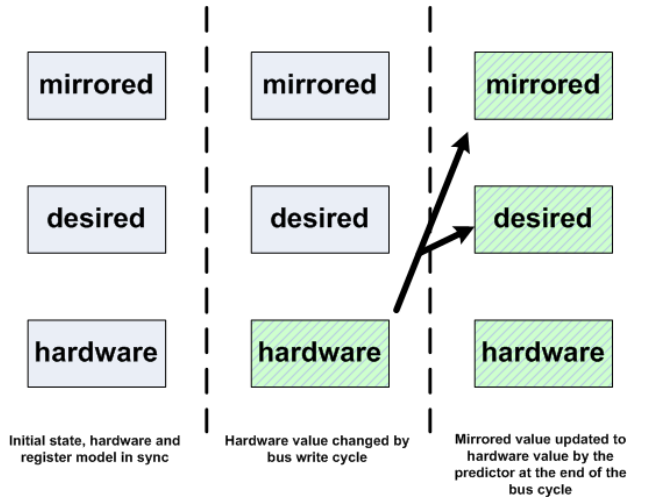 mirrored
mirrored
mirrored
desired
desired
desired
hardware
hardware
hardware
Initial state, hardware and
register model in sync
Hardware value changed by
bus write cycle
Mirrored value updated to
hardware value by the
predictor at the end of the
bus cycle